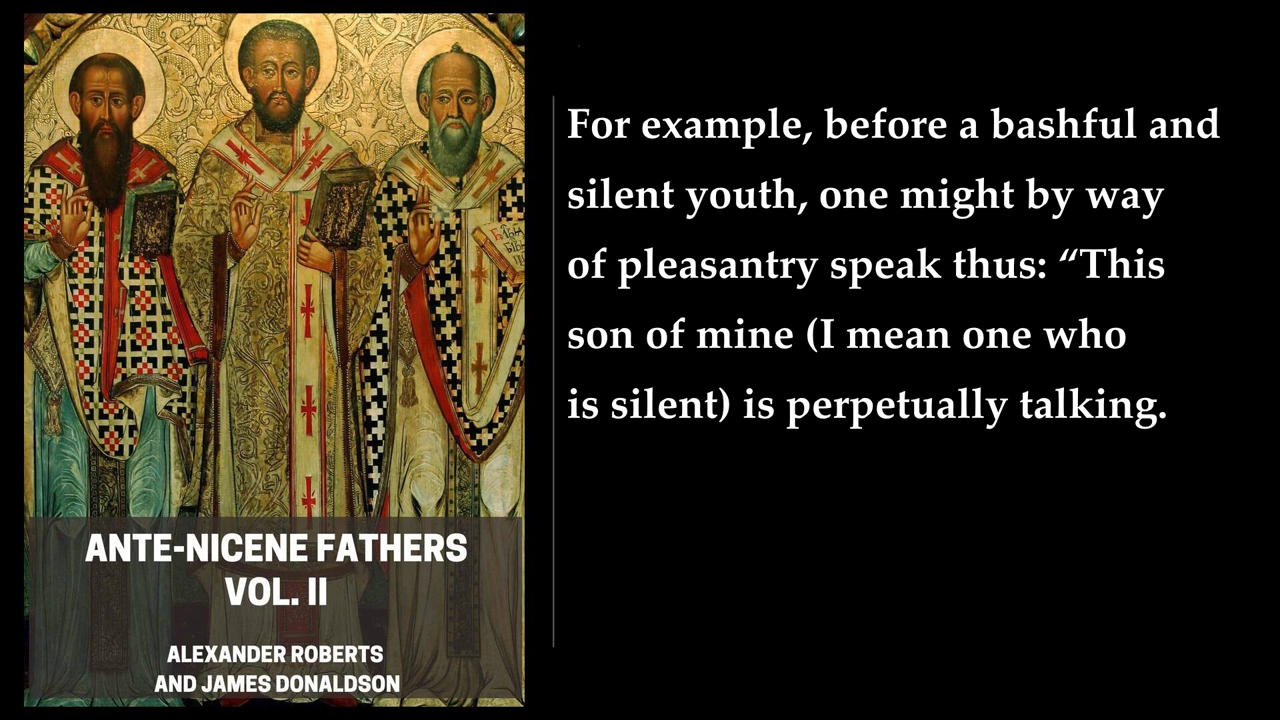 For example, before a bashful and
silent youth, one might by way
of pleasantry speak thus: “This
son of mine (I mean one who
is silent) is perpetually talking.
ANTE-NICENE FATHERS
VOL. II
ALEXANDER ROBERTS
AND JAMES DONALDSON